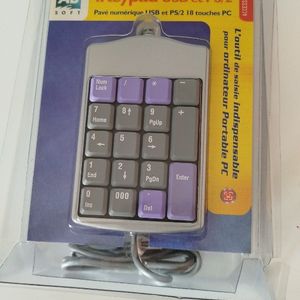 iKeypad USB et PS/2
SOFT
Pavé numérique USB et PS/2 18 touches PC
L'outil de saisie indispensable
pour ordinateur Portable PC
Num
Lock
/
*
-
7
Home
8↑
9
PgUp
+
4
←
5
6
→
1
End
2
↓
3
PgDn
Enter
0
Ins
000
.
Del